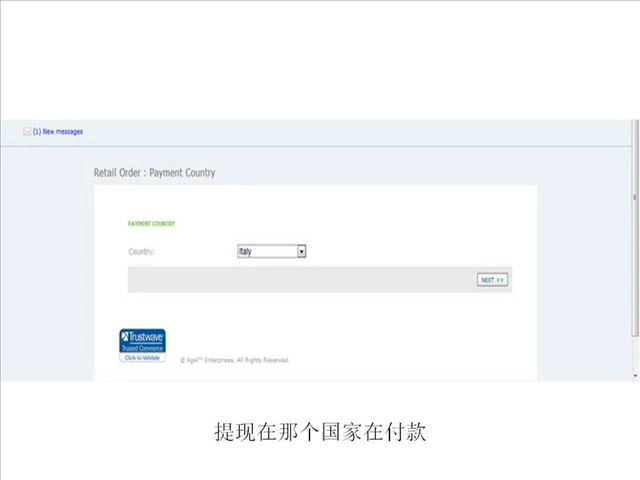 (1) New messages
Retail Order : Payment Country
PAYMENT COUNTRY
Country:
Italy
NEXT >>
Trustwave
Trusted Commerce
Click to Validate
© Agel™ Enterprises. All Rights Reserved.
提现在那个国家在付款